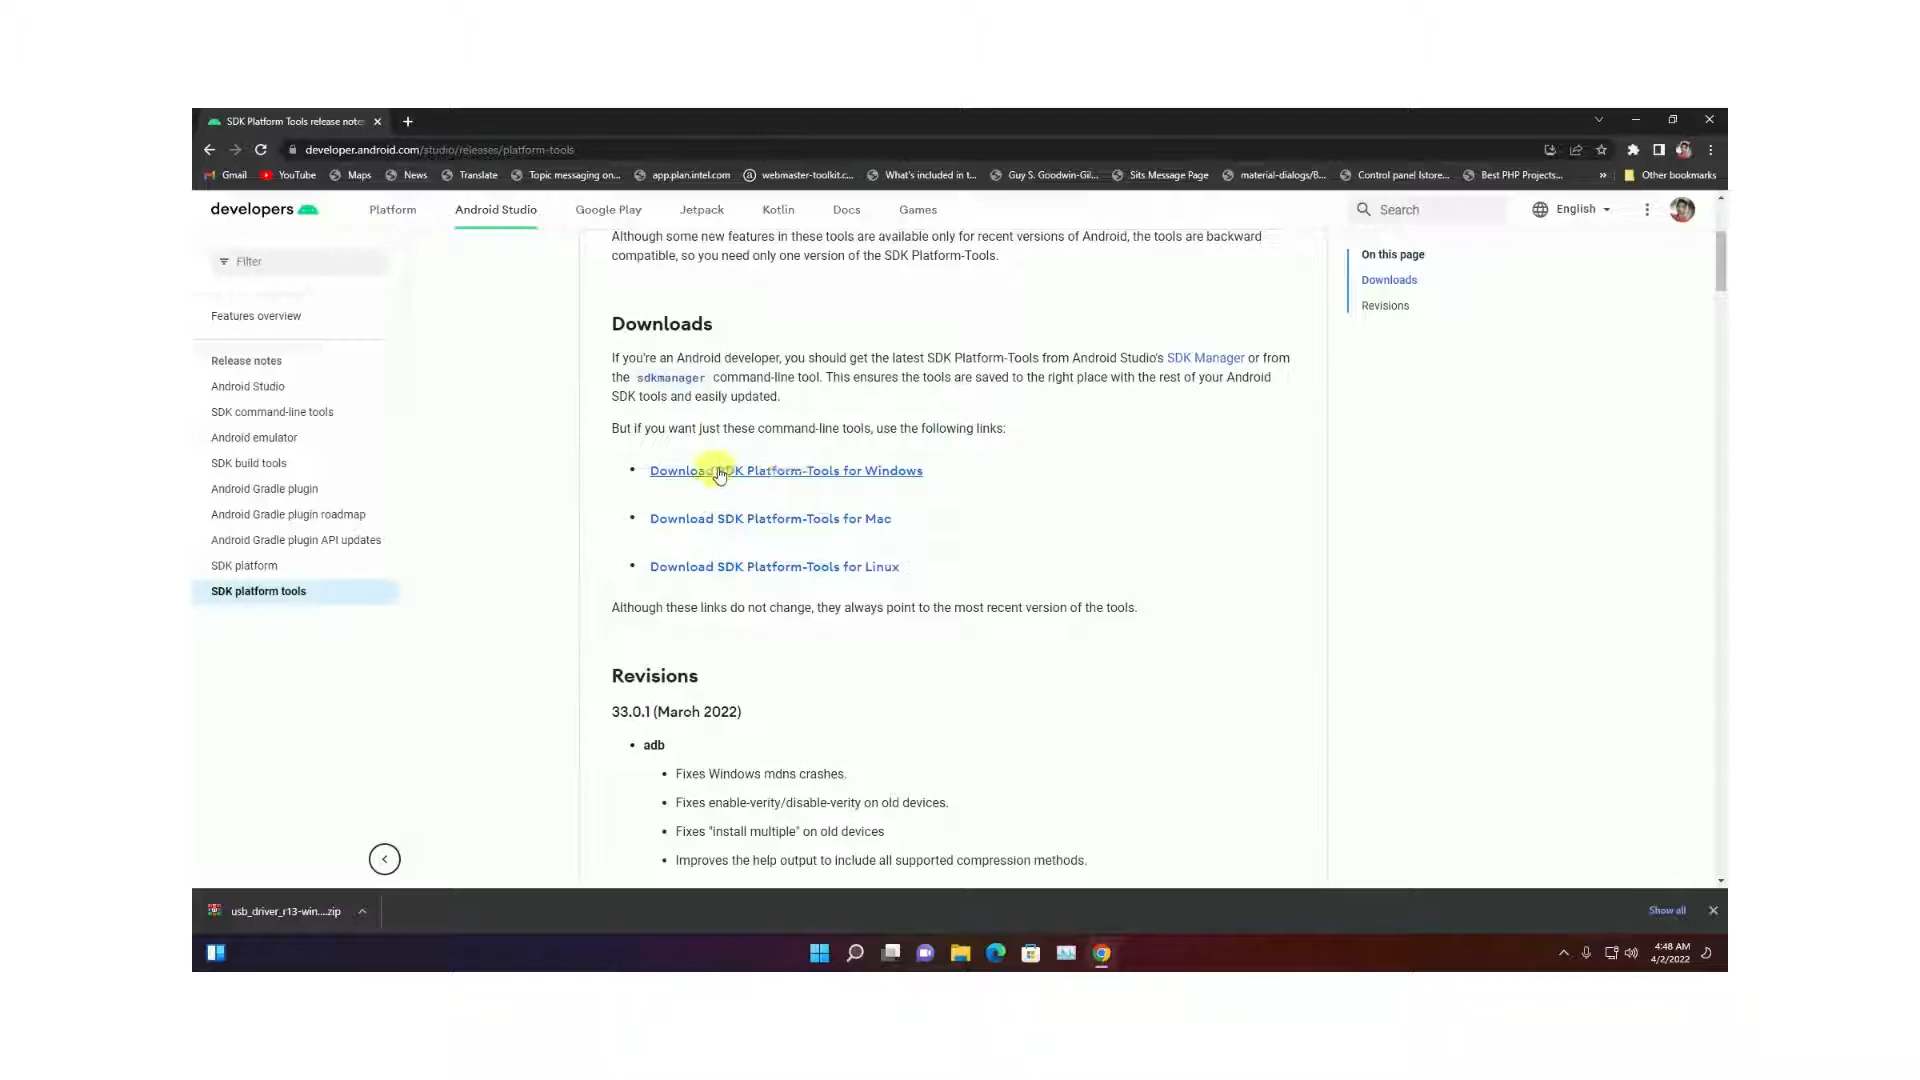 SDK Platform Tools release note
developer.android.com/studio/releases/platform-tools
Gmail YouTube Maps News Translate Topic messaging on... app.plan.intel.com webmaster-toolkit.c... What's included in t... Guy S. Goodwin-Gil... Sits Message Page material-dialogs/B... Control panel Istore... Best PHP Projects... » Other bookmarks
developers Platform Android Studio Google Play Jetpack Kotlin Docs Games Search English
Filter
Features overview
Release notes
Android Studio
SDK command-line tools
Android emulator
SDK build tools
Android Gradle plugin
Android Gradle plugin roadmap
Android Gradle plugin API updates
SDK platform
SDK platform tools
Although some new features in these tools are available only for recent versions of Android, the tools are backward
compatible, so you need only one version of the SDK Platform-Tools.
Downloads
If you're an Android developer, you should get the latest SDK Platform-Tools from Android Studio's SDK Manager or from
the sdkmanager command-line tool. This ensures the tools are saved to the right place with the rest of your Android
SDK tools and easily updated.
But if you want just these command-line tools, use the following links:
• Download SDK Platform-Tools for Windows
• Download SDK Platform-Tools for Mac
• Download SDK Platform-Tools for Linux
Although these links do not change, they always point to the most recent version of the tools.
Revisions
33.0.1 (March 2022)
• adb
• Fixes Windows mdns crashes.
• Fixes enable-verity/disable-verity on old devices.
• Fixes "install multiple" on old devices
• Improves the help output to include all supported compression methods.
On this page
Downloads
Revisions
usb_driver_r13-win....zip
Show all
4:48 AM
4/2/2022